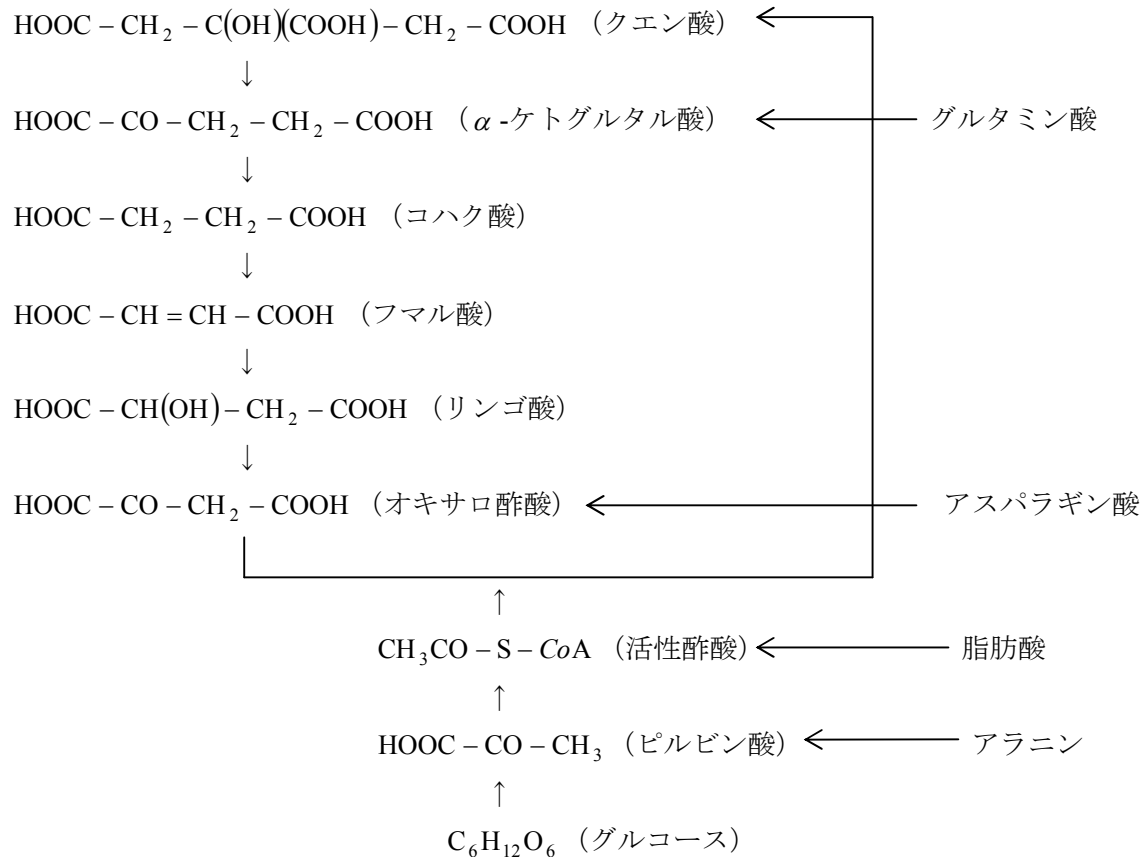 HOOC − CH₂ − C(OH)(COOH) − CH₂ − COOH （クエン酸）
↓
HOOC − CO − CH₂ − CH₂ − COOH （α-ケトグルタル酸） ← グルタミン酸
↓
HOOC − CH₂ − CH₂ − COOH （コハク酸）
↓
HOOC − CH = CH − COOH （フマル酸）
↓
HOOC − CH(OH) − CH₂ − COOH （リンゴ酸）
↓
HOOC − CO − CH₂ − COOH （オキサロ酢酸） ← アスパラギン酸
↑
CH₃CO − S − CoA （活性酢酸） ← 脂肪酸
↑
HOOC − CO − CH₃ （ピルビン酸） ← アラニン
↑
C₆H₁₂O₆ （グルコース）